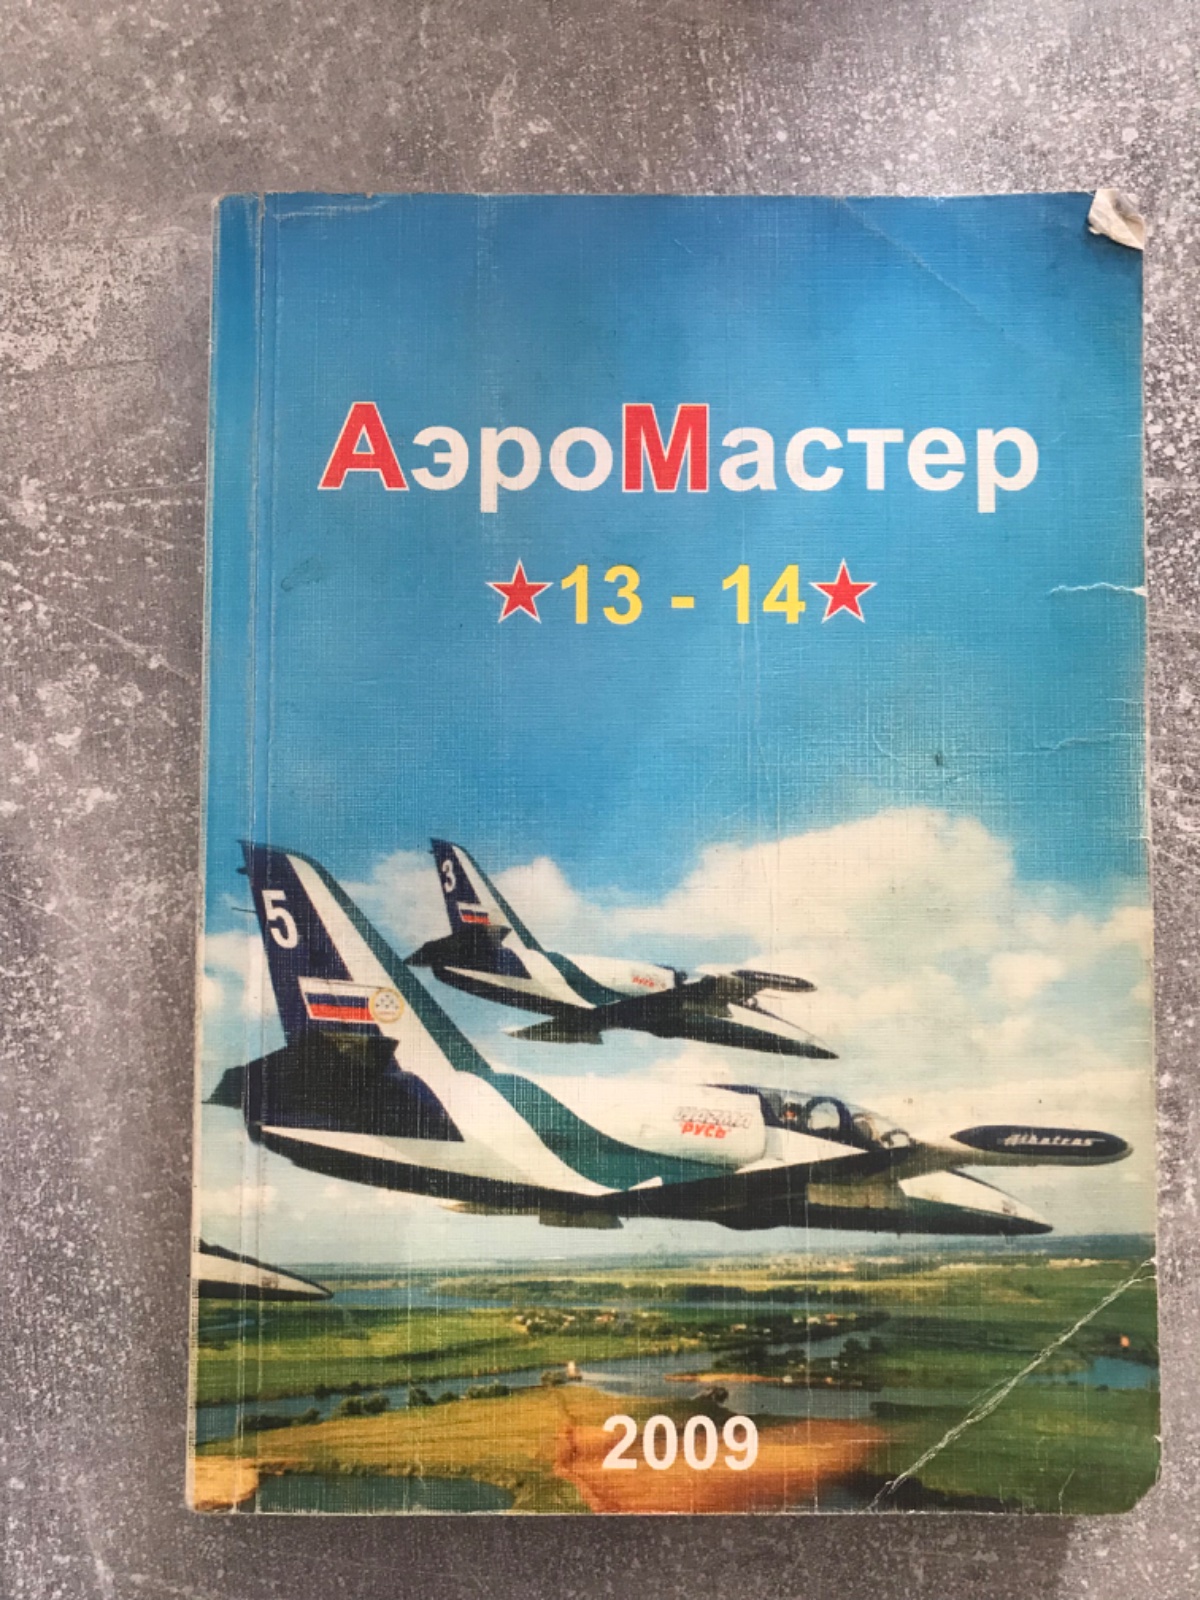 АэроМастер
13 - 14
3
5
РУСЬ
РУСЬ
Albatros
2009